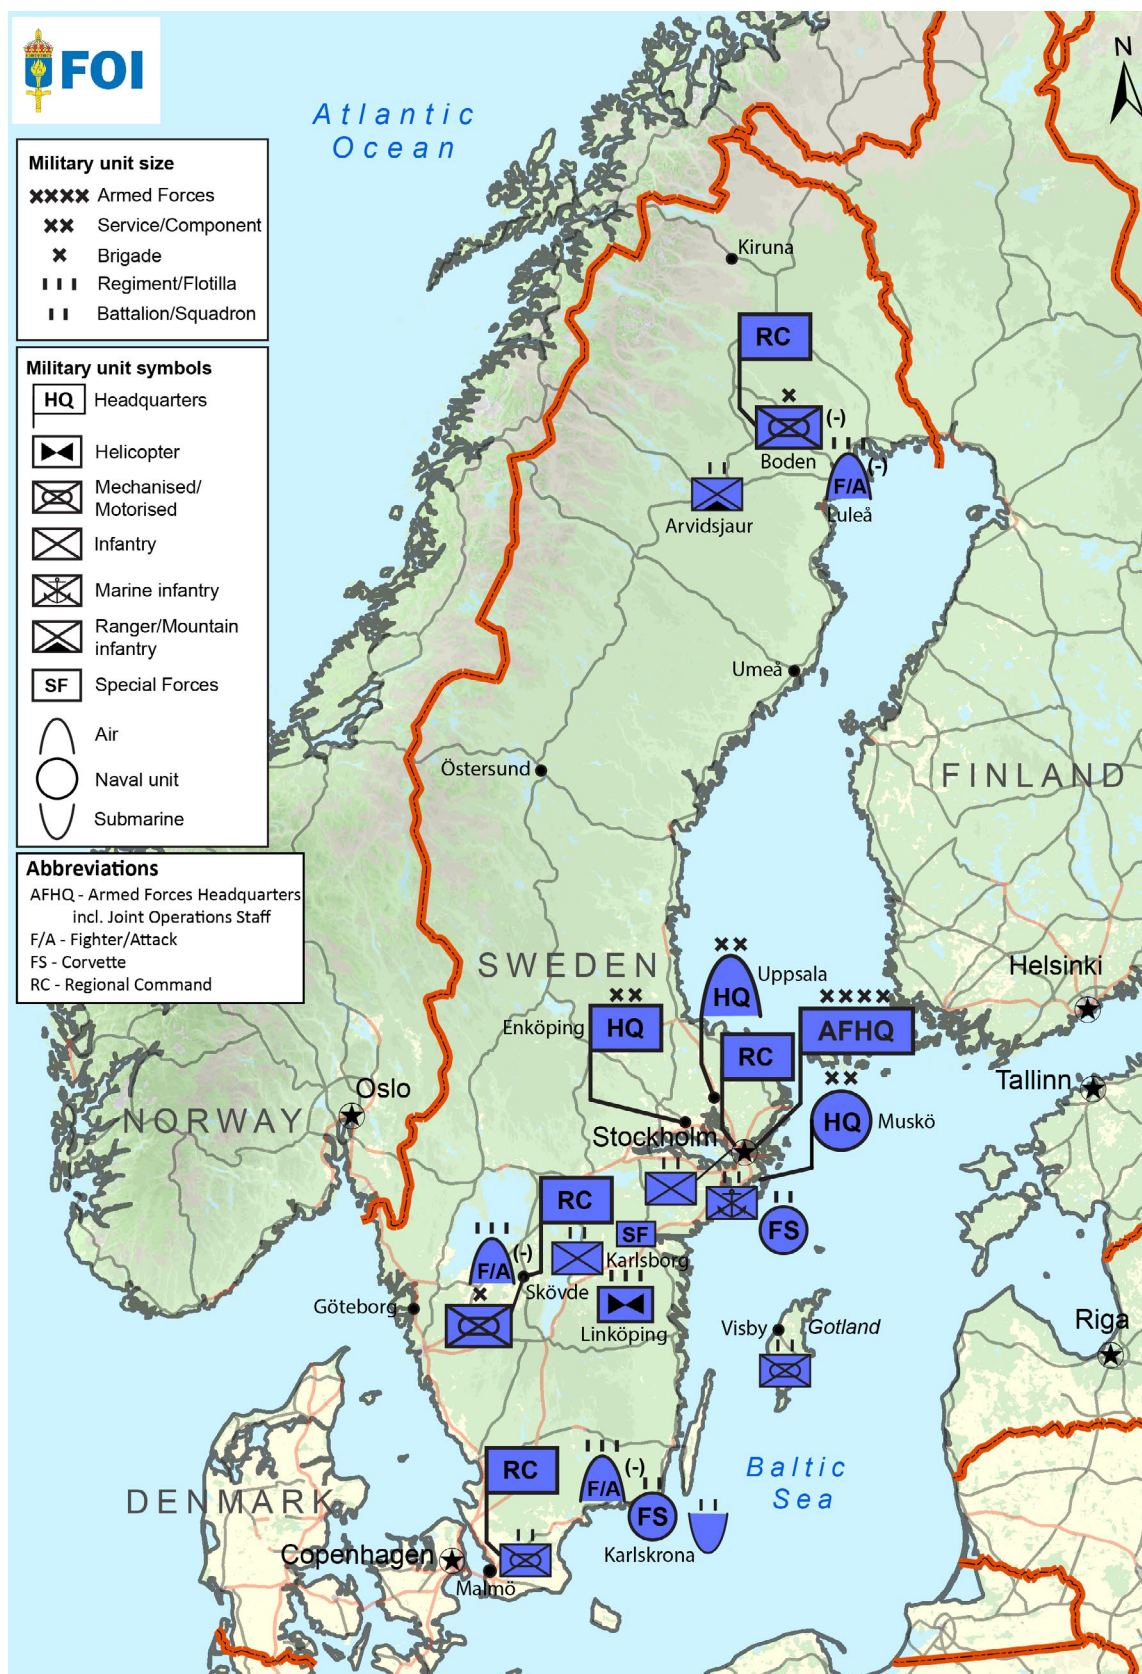 FOI
Atlantic
Ocean
N
Military unit size
Armed Forces
Service/Component
Brigade
Regiment/Flotilla
Battalion/Squadron
Military unit symbols
HQ Headquarters
Helicopter
Mechanised/
Motorised
Infantry
Marine infantry
Ranger/Mountain
infantry
SF Special Forces
Air
Naval unit
Submarine
Abbreviations
AFHQ - Armed Forces Headquarters
incl. Joint Operations Staff
F/A - Fighter/Attack
FS - Corvette
RC - Regional Command
Kiruna
RC
(-)
Boden
F/A
(-)
Luleå
Arvidsjaur
Umeå
Östersund
FINLAND
SWEDEN
HQ
Uppsala
Helsinki
Enköping
HQ
RC
AFHQ
Tallinn
Oslo
NORWAY
Stockholm
HQ
Muskö
RC
FS
SF
Karlsborg
F/A
(-)
Skövde
Göteborg
Linköping
Visby
Gotland
Riga
RC
F/A
(-)
FS
Karlskrona
Baltic
Sea
DENMARK
Copenhagen
Malmö